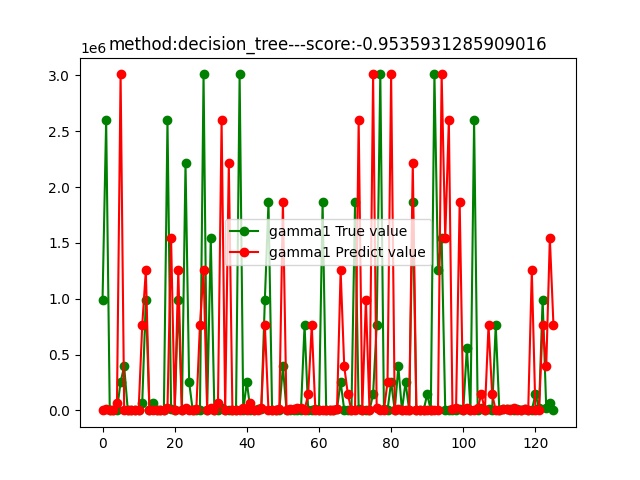 method:decision_tree---score:-0.9535931285909016
1e6
3.0
2.5
2.0
1.5
1.0
0.5
0.0
gamma1 True value
gamma1 Predict value
0 20 40 60 80 100 120